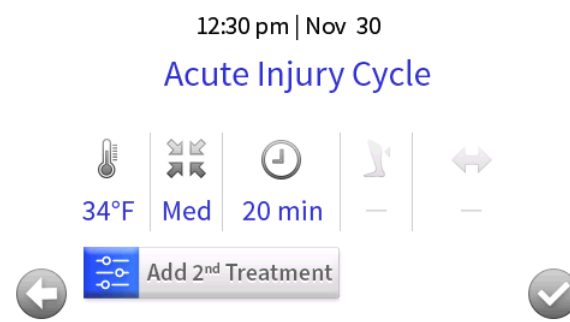 12:30 pm | Nov 30
Acute Injury Cycle
34°F Med 20 min — —
Add 2nd Treatment